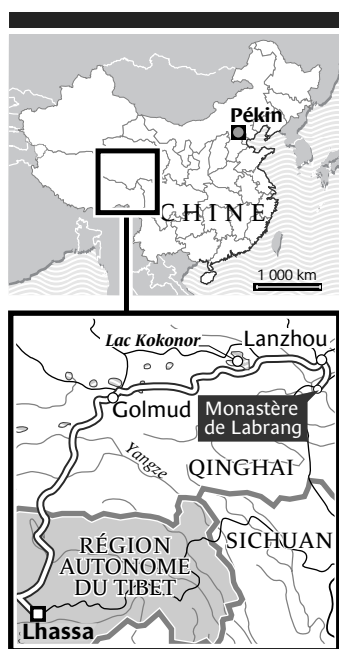 Pékin
CHINE
1 000 km
Lac Kokonor
Lanzhou
Golmud
Monastère
de Labrang
Yangze
QINGHAI
SICHUAN
RÉGION
AUTONOME
DU TIBET
Lhassa